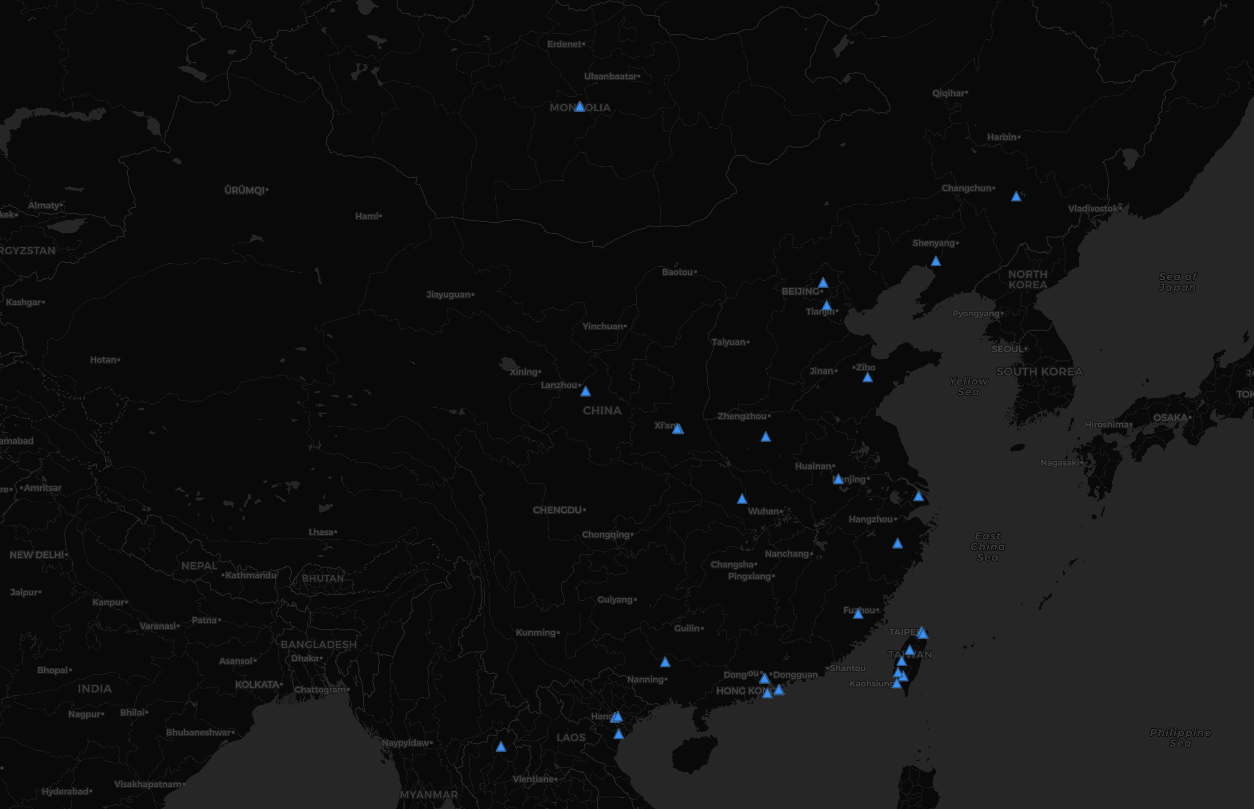 Erdenet
Ulaanbaatar
MONGOLIA
Qiqihar
Harbin
ÜRÜMQI
Changchun
Almaty
Hami
Vladivostok
RGYZSTAN
Shenyang
Baotou
NORTH
KOREA
Sea of
Japan
BEIJING
Jiayuguan
Kashgar
Tianjin
Pyongyang
Yinchuan
Taiyuan
SEOUL
Hotan
Xining
Jinan
Zibo
SOUTH KOREA
Lanzhou
Yellow
Sea
TOK
CHINA
Zhengzhou
OSAKA
Xi'an
Hiroshima
amabad
Nagasaki
Huainan
Nanjing
Amritsar
CHENGDU
Wuhan
Hangzhou
Lhasa
Chongqing
East
China
Sea
NEW DELHI
Nanchang
NEPAL
Changsha
Kathmandu
BHUTAN
Pingxiang
Jaipur
Kanpur
Guiyang
Fuzhou
Patna
Varanasi
Guilin
Kunming
TAIPEI
BANGLADESH
TAIWAN
Dhaka
Asansol
Bhopal
Shantou
Dongguan
Nanning
KOLKATA
Kaohsiung
INDIA
Chattogram
HONG KONG
Nagpur
Bhilai
Hanoi
Bhubaneshwar
LAOS
Philippine
Sea
Naypyidaw
Vientiane
Visakhapatnam
Hyderabad
MYANMAR